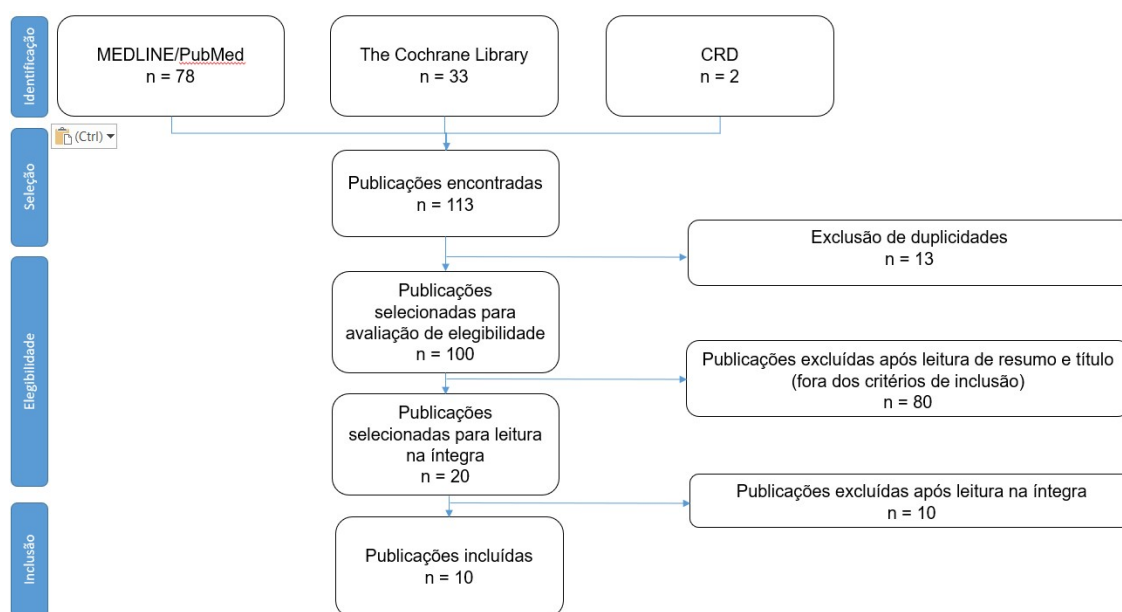 Identificação
MEDLINE/PubMed
n = 78
The Cochrane Library
n = 33
CRD
n = 2
(Ctrl)
Seleção
Publicações encontradas
n = 113
Exclusão de duplicidades
n = 13
Elegibilidade
Publicações
selecionadas para
avaliação de elegibilidade
n = 100
Publicações excluídas após leitura de resumo e título
(fora dos critérios de inclusão)
n = 80
Publicações
selecionadas para leitura
na íntegra
n = 20
Publicações excluídas após leitura na íntegra
n = 10
Inclusão
Publicações incluídas
n = 10